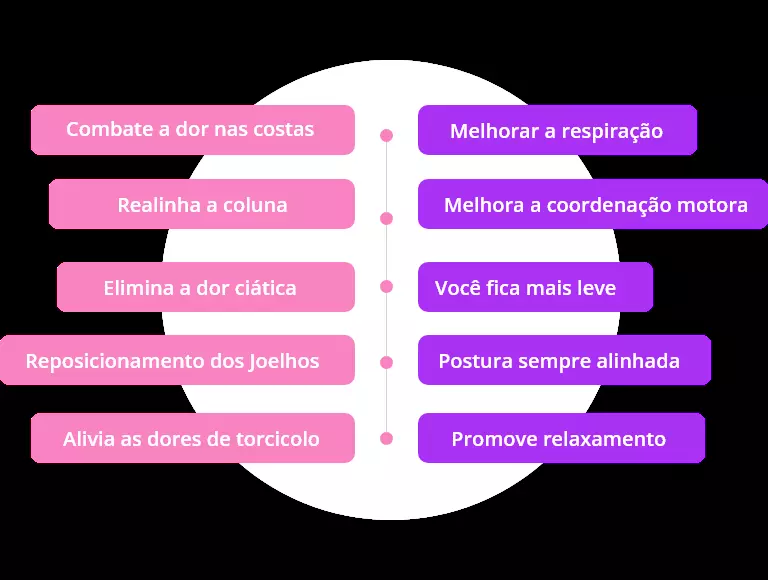 Combate a dor nas costas
Melhorar a respiração
Realinha a coluna
Melhora a coordenação motora
Elimina a dor ciática
Você fica mais leve
Reposicionamento dos Joelhos
Postura sempre alinhada
Alivia as dores de torcicolo
Promove relaxamento